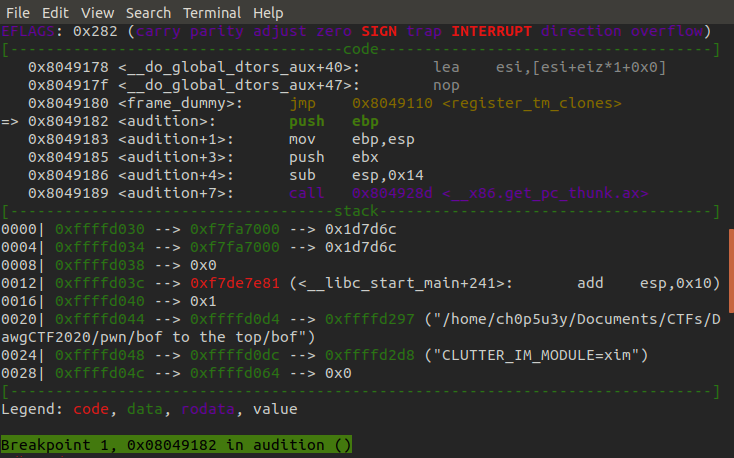 File Edit View Search Terminal Help
EFLAGS: 0x282 (carry parity adjust zero SIGN trap INTERRUPT direction overflow)
[-------------------------------------code-------------------------------------]
   0x8049178 <__do_global_dtors_aux+40>:        lea    esi,[esi+eiz*1+0x0]
   0x804917f <__do_global_dtors_aux+47>:        nop
   0x8049180 <frame_dummy>:     jmp    0x8049110 <register_tm_clones>
=> 0x8049182 <audition>:        push   ebp
   0x8049183 <audition+1>:      mov    ebp,esp
   0x8049185 <audition+3>:      push   ebx
   0x8049186 <audition+4>:      sub    esp,0x14
   0x8049189 <audition+7>:      call   0x804928d <__x86.get_pc_thunk.ax>
[------------------------------------stack-------------------------------------]
0000| 0xffffd030 --> 0xf7fa7000 --> 0x1d7d6c
0004| 0xffffd034 --> 0xf7fa7000 --> 0x1d7d6c
0008| 0xffffd038 --> 0x0
0012| 0xffffd03c --> 0xf7de7e81 (<__libc_start_main+241>:       add    esp,0x10)
0016| 0xffffd040 --> 0x1
0020| 0xffffd044 --> 0xffffd0d4 --> 0xffffd297 ("/home/ch0p5u3y/Documents/CTFs/D
awgCTF2020/pwn/bof to the top/bof")
0024| 0xffffd048 --> 0xffffd0dc --> 0xffffd2d8 ("CLUTTER_IM_MODULE=xim")
0028| 0xffffd04c --> 0xffffd064 --> 0x0
[------------------------------------------------------------------------------]
Legend: code, data, rodata, value
Breakpoint 1, 0x08049182 in audition ()